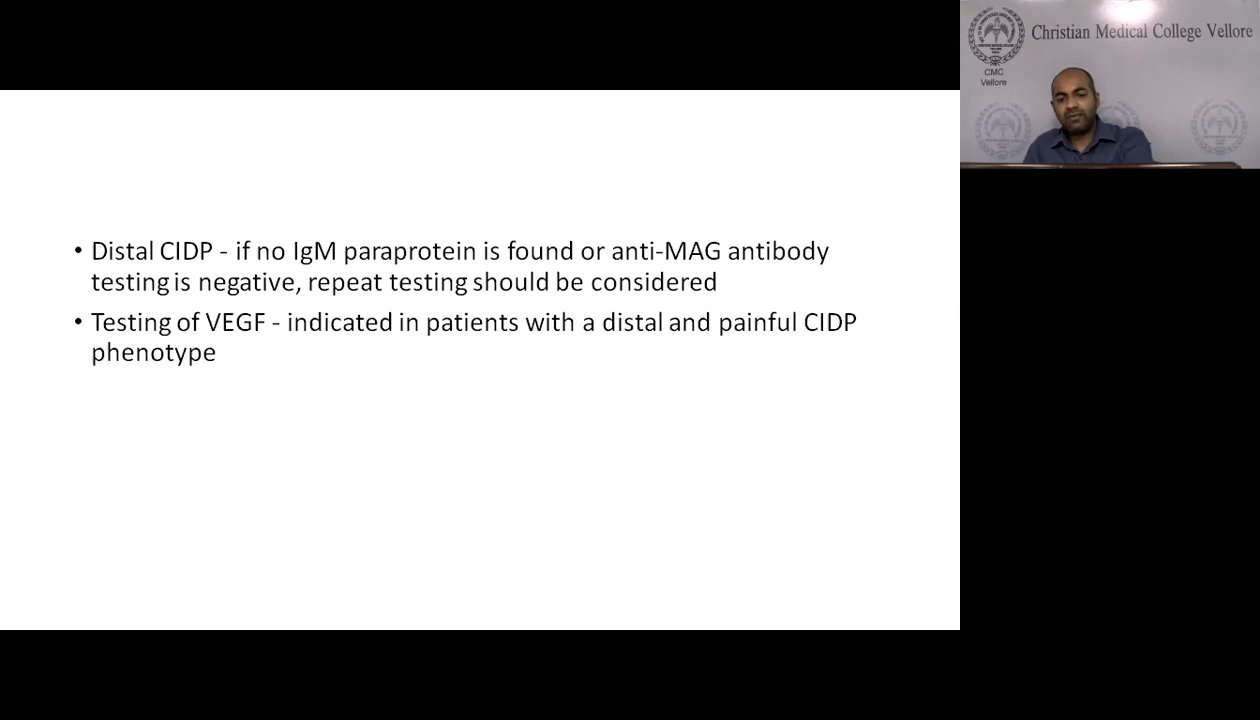 Christian Medical College Vellore
CMC
Vellore
• Distal CIDP - if no IgM paraprotein is found or anti-MAG antibody
testing is negative, repeat testing should be considered
• Testing of VEGF - indicated in patients with a distal and painful CIDP
phenotype